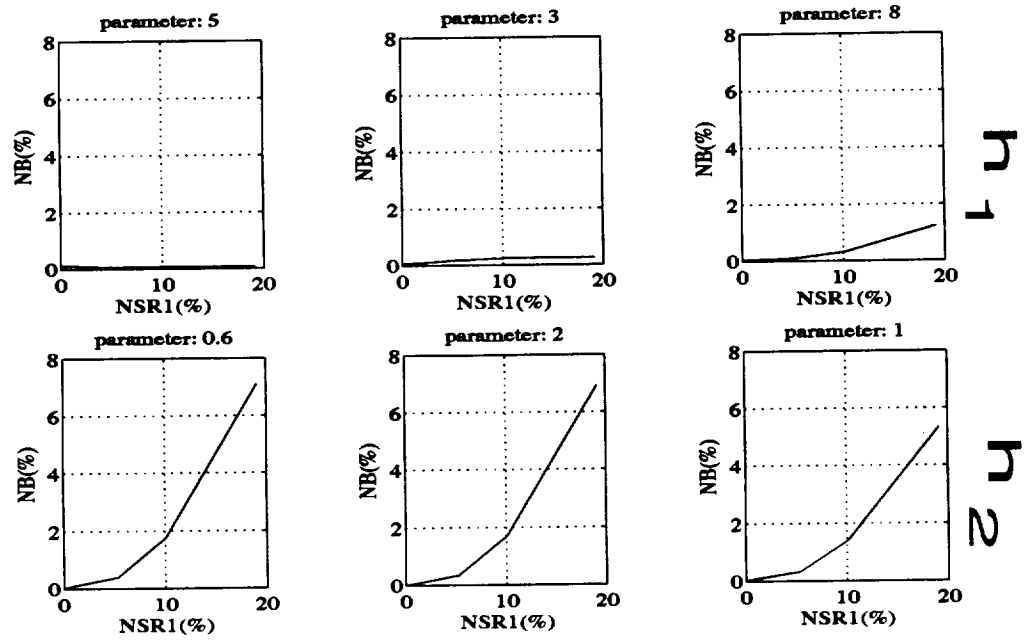 parameter: 5
8
6
4
2
0
NB(%)
0 10 20
NSR1(%)
parameter: 3
8
6
4
2
0
NB(%)
0 10 20
NSR1(%)
parameter: 8
8
6
4
2
0
NB(%)
0 10 20
NSR1(%)
h 1
parameter: 0.6
8
6
4
2
0
NB(%)
0 10 20
NSR1(%)
parameter: 2
8
6
4
2
0
NB(%)
0 10 20
NSR1(%)
parameter: 1
8
6
4
2
0
NB(%)
0 10 20
NSR1(%)
h 2